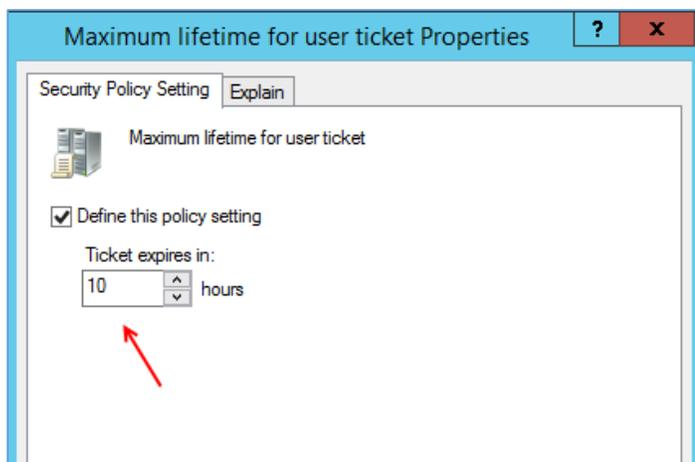 Maximum lifetime for user ticket Properties
?
x
Security Policy Setting
Explain
Maximum lifetime for user ticket
Define this policy setting
Ticket expires in:
10
hours